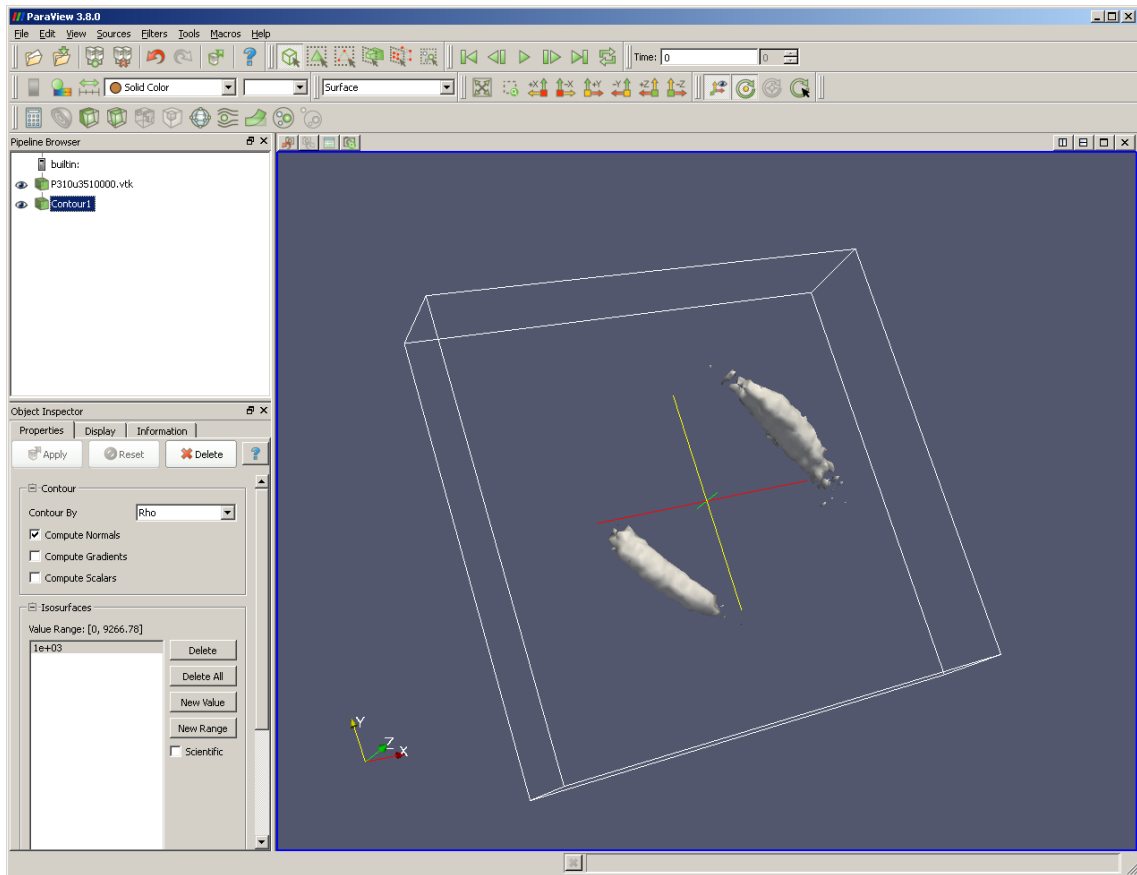 ParaView 3.8.0
File Edit View Sources Filters Tools Macros Help
Time: 0 0
Solid Color Surface +X -X +Y -Y +Z -Z
Pipeline Browser
builtin:
P310u3510000.vtk
Contour1
Object Inspector
Properties Display Information
Apply Reset Delete ?
Contour
Contour By Rho
Compute Normals
Compute Gradients
Compute Scalars
Isosurfaces
Value Range: [0, 9266.78]
1e+03
Delete
Delete All
New Value
New Range
Scientific
Y
Z
X